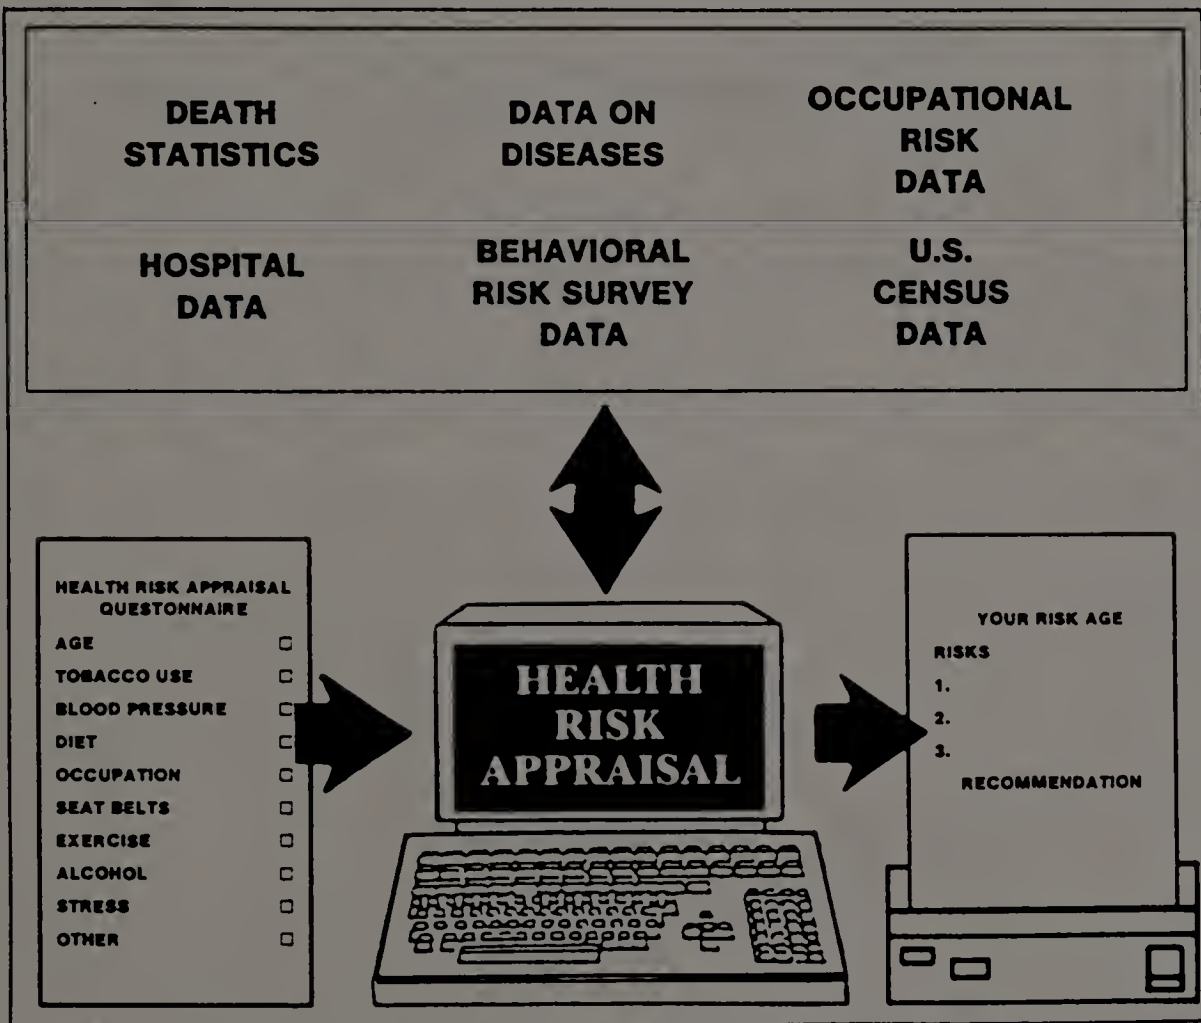 DEATH
STATISTICS
DATA ON
DISEASES
OCCUPATIONAL
RISK
DATA
HOSPITAL
DATA
BEHAVIORAL
RISK SURVEY
DATA
U.S.
CENSUS
DATA
HEALTH RISK APPRAISAL
QUESTONNAIRE
AGE
TOBACCO USE
BLOOD PRESSURE
DIET
OCCUPATION
SEAT BELTS
EXERCISE
ALCOHOL
STRESS
OTHER
HEALTH
RISK
APPRAISAL
YOUR RISK AGE
RISKS
1.
2.
3.
RECOMMENDATION